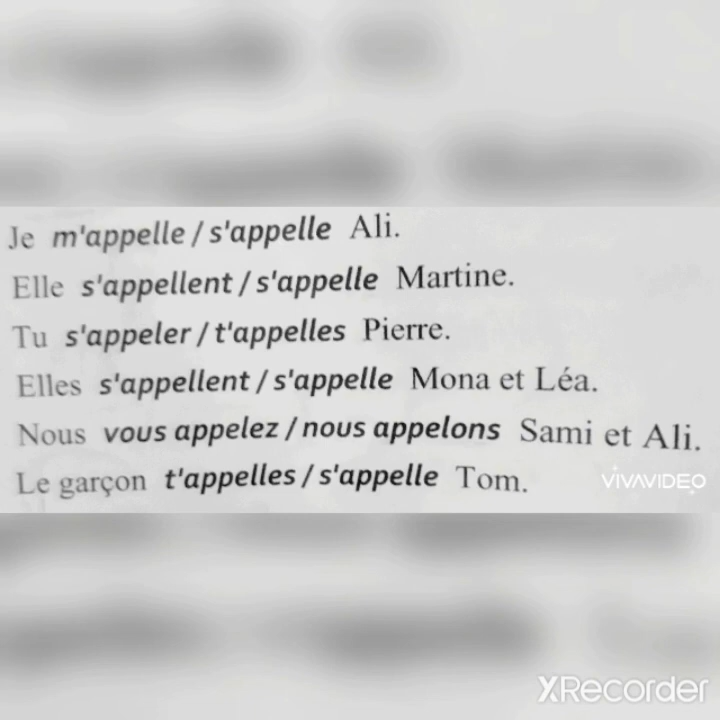 Je m'appelle / s'appelle Ali.
Elle s'appellent / s'appelle Martine.
Tu s'appeler / t'appelles Pierre.
Elles s'appellent / s'appelle Mona et Léa.
Nous vous appelez / nous appelons Sami et Ali.
Le garçon t'appelles / s'appelle Tom.
VIVAVIDEO
XRecorder